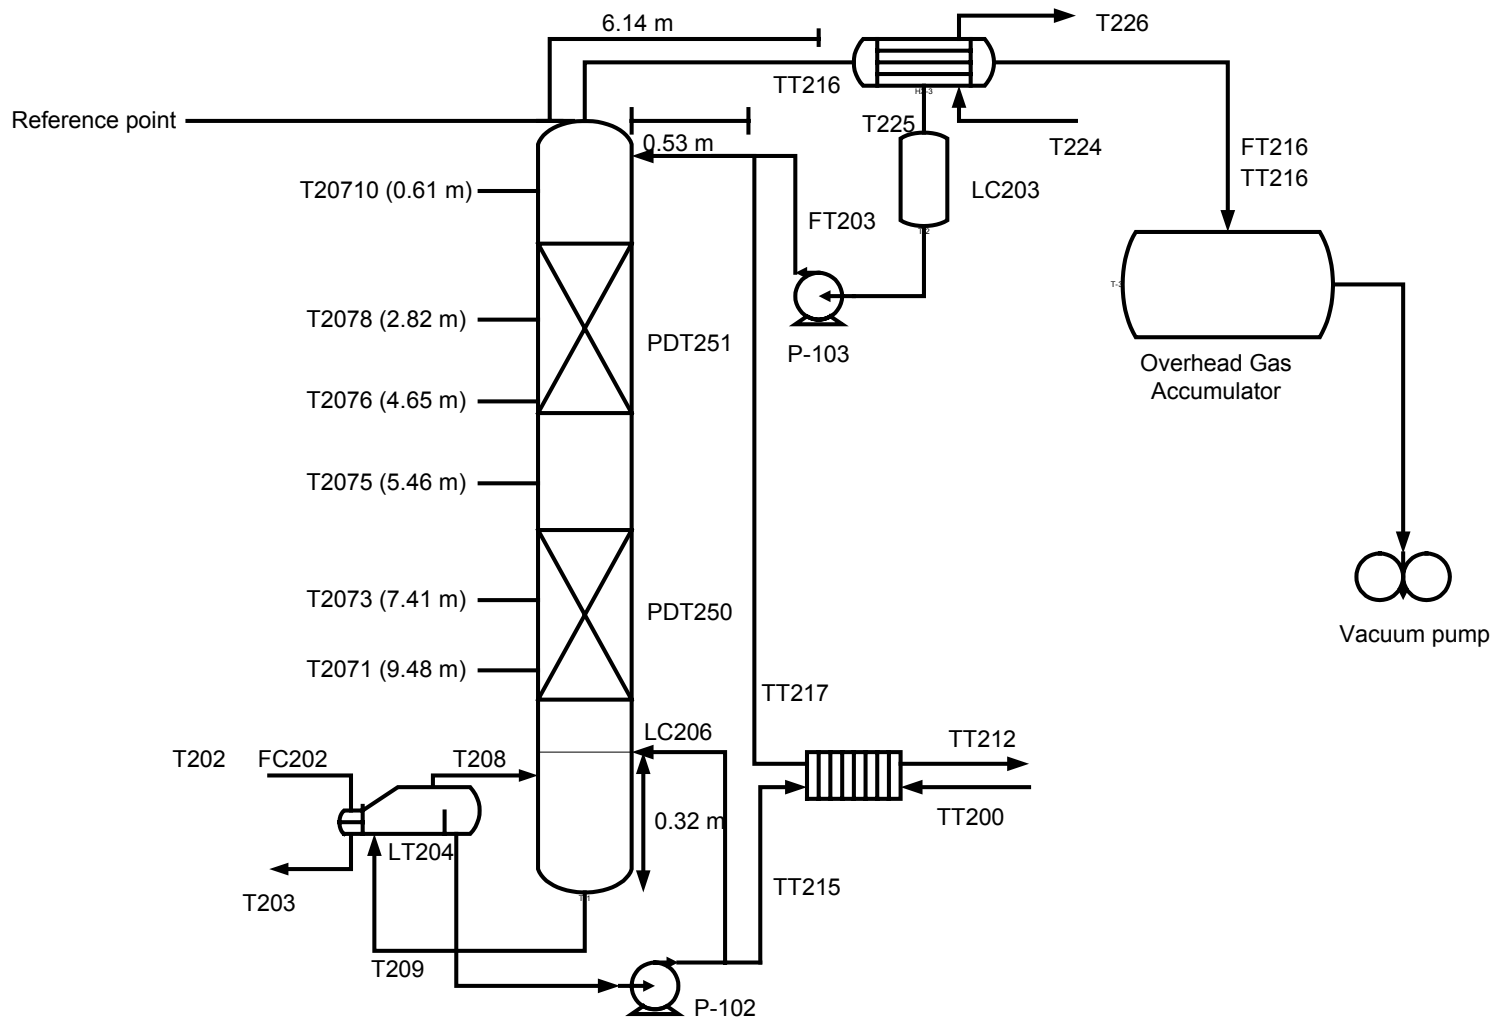 6.14 m
T226
TT216
Reference point
T225
0.53 m
T224
FT216
TT216
T20710 (0.61 m)
LC203
FT203
T2078 (2.82 m)
PDT251
P-103
Overhead Gas
Accumulator
T2076 (4.65 m)
T2075 (5.46 m)
T2073 (7.41 m)
PDT250
Vacuum pump
T2071 (9.48 m)
TT217
LC206
TT212
T202
FC202
T208
0.32 m
TT200
LT204
TT215
T203
T209
P-102